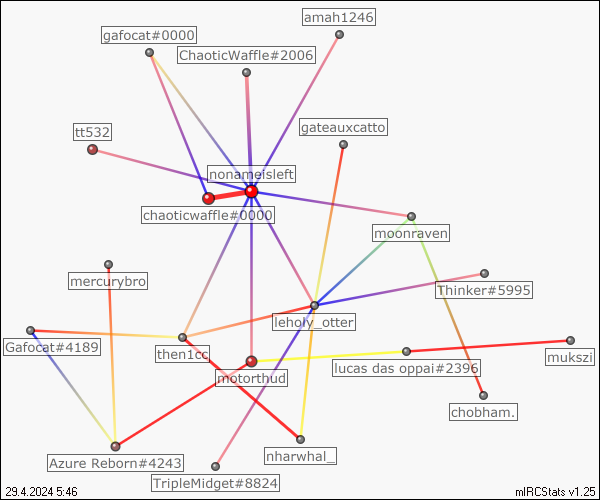 amah1246
gafocat#0000
ChaoticWaffle#2006
tt532
gateauxcatto
nonameisleft
chaoticwaffle#0000
moonraven
mercurybro
Thinker#5995
leholy_otter
Gafocat#4189
then1cc
mukszi
lucas das oppai#2396
motorthud
chobham.
nharwhal_
Azure Reborn#4243
TripleMidget#8824
29.4.2024 5:46
mIRCStats v1.25